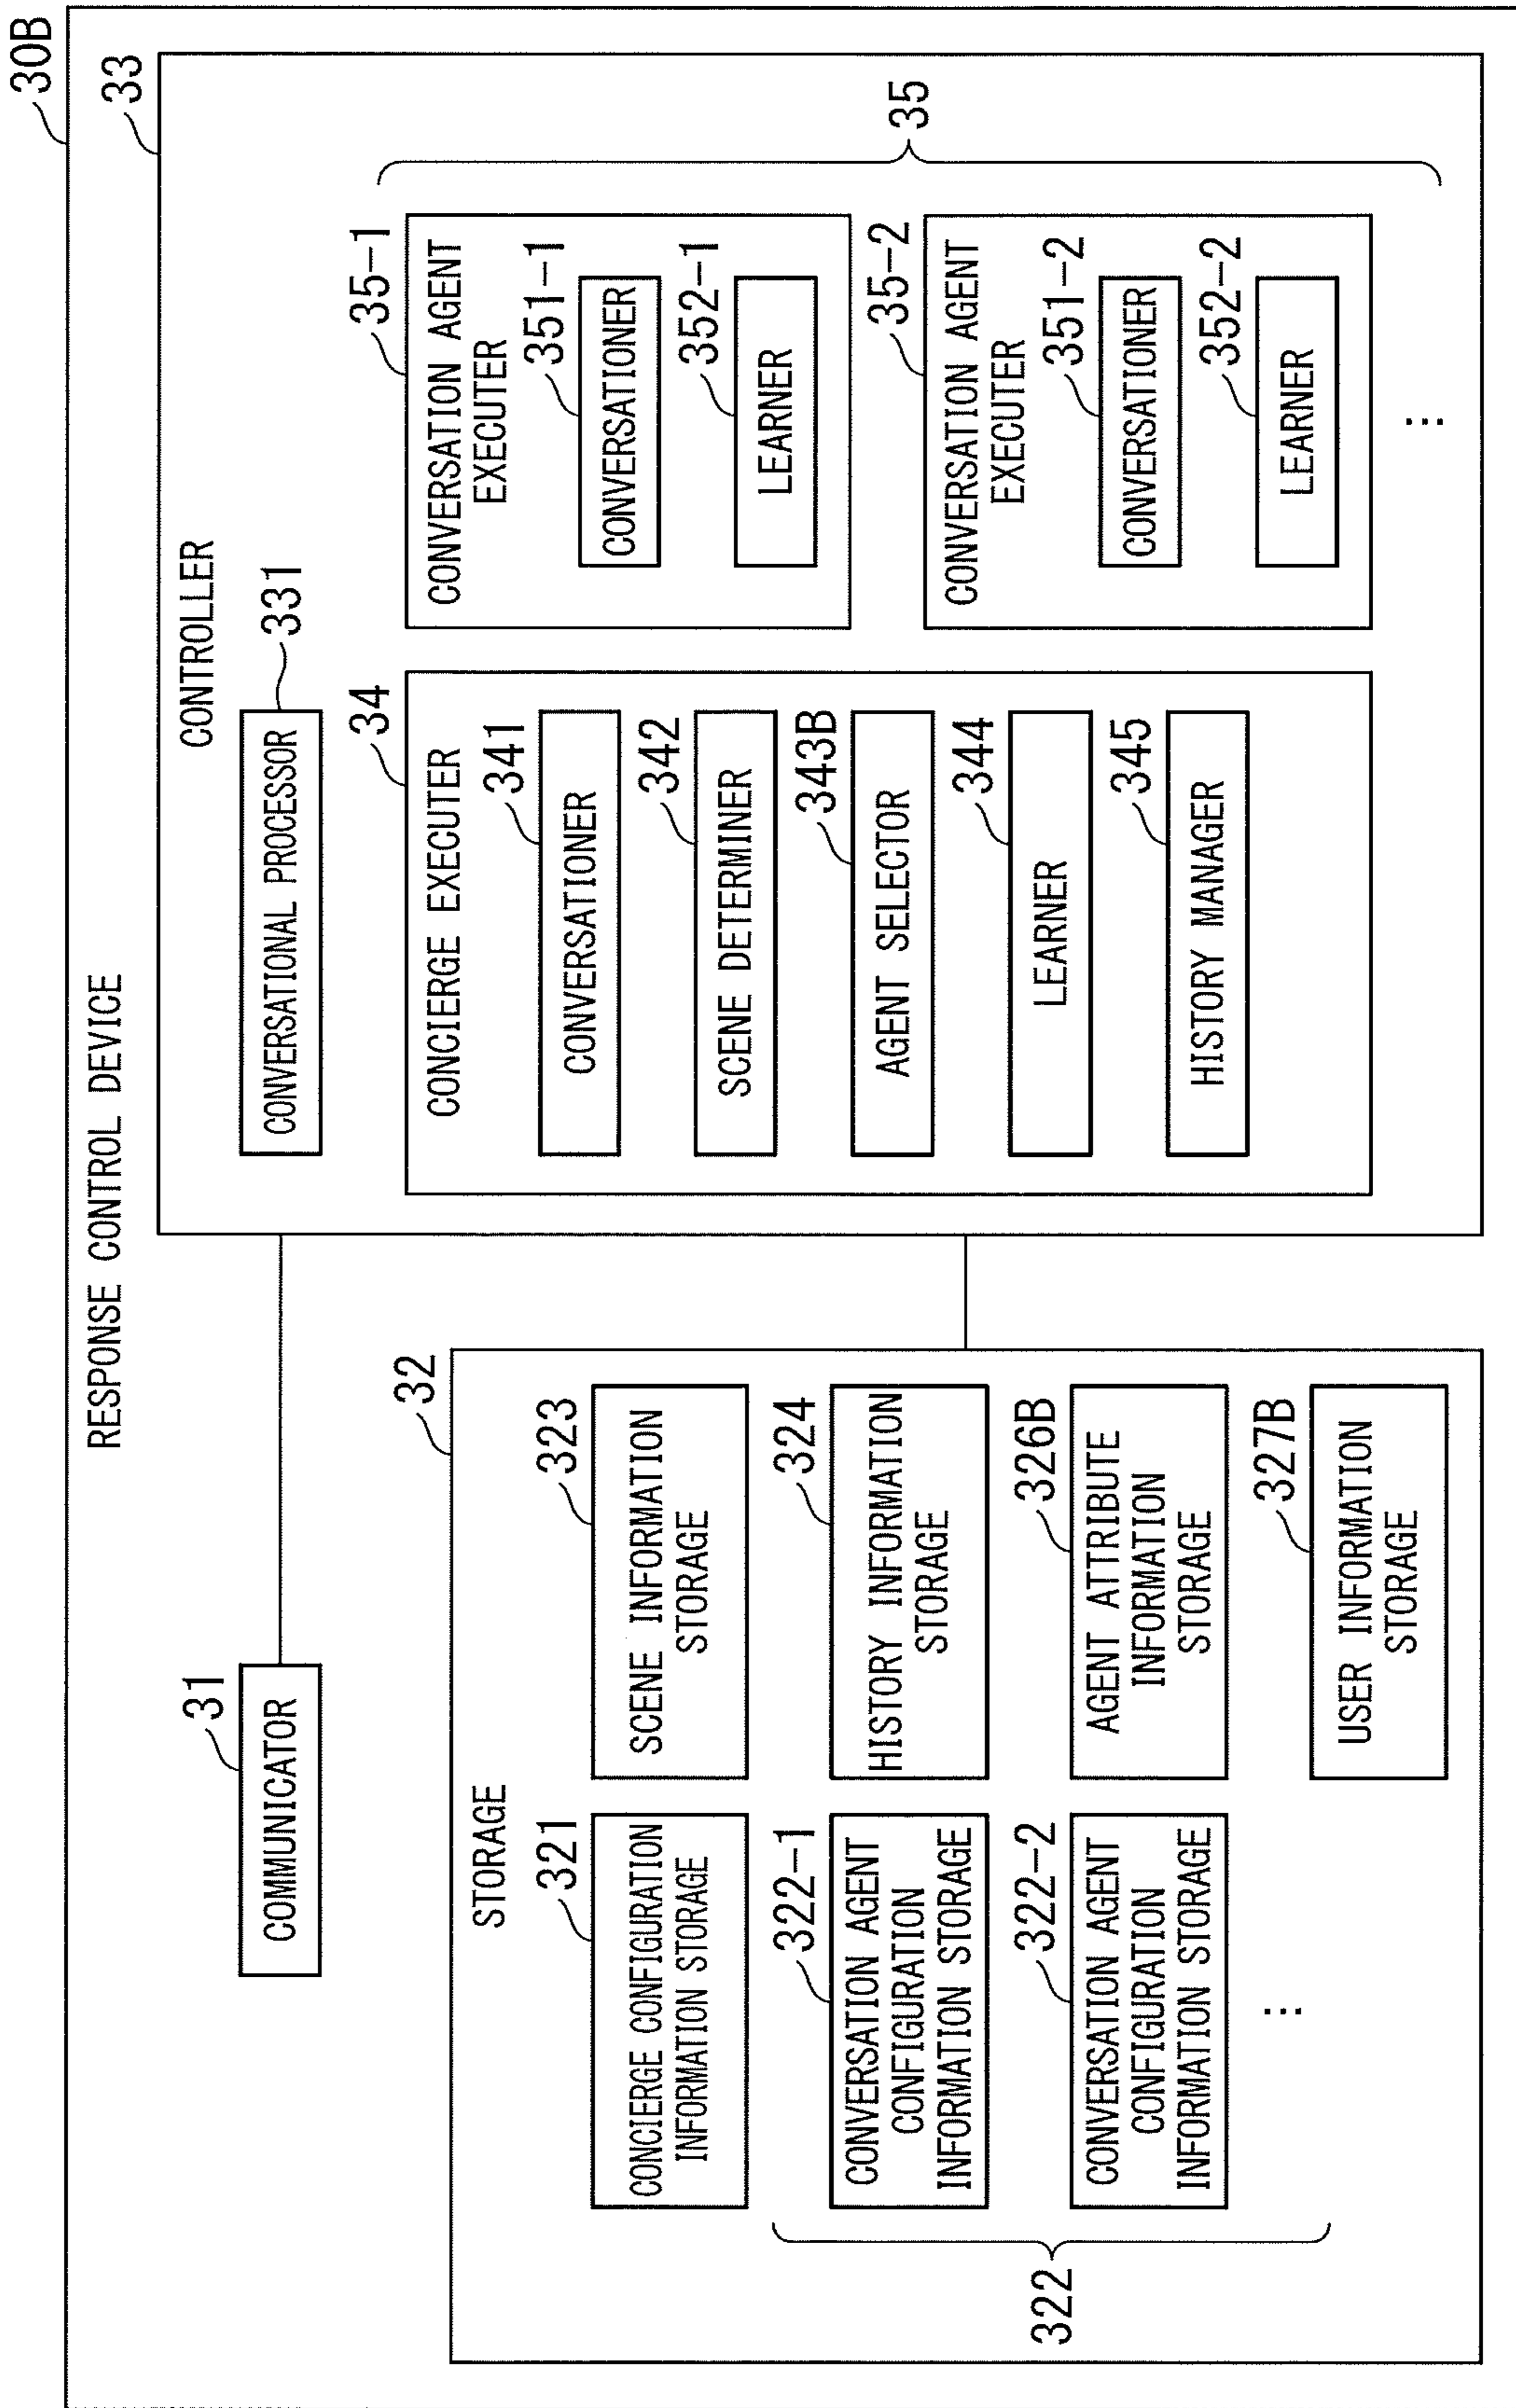 30B
RESPONSE CONTROL DEVICE
31
COMMUNICATOR
32
STORAGE
321
CONCIERGE CONFIGURATION
INFORMATION STORAGE
322-1
CONVERSATION AGENT
CONFIGURATION
INFORMATION STORAGE
322-2
CONVERSATION AGENT
CONFIGURATION
INFORMATION STORAGE
...
322
323
SCENE INFORMATION
STORAGE
324
HISTORY INFORMATION
STORAGE
326B
AGENT ATTRIBUTE
INFORMATION
STORAGE
327B
USER INFORMATION
STORAGE
33
CONTROLLER
331
CONVERSATIONAL PROCESSOR
34
CONCIERGE EXECUTER
341
CONVERSATIONER
342
SCENE DETERMINER
343B
AGENT SELECTOR
344
LEARNER
345
HISTORY MANAGER
35-1
CONVERSATION AGENT
EXECUTER
351-1
CONVERSATIONER
352-1
LEARNER
35-2
CONVERSATION AGENT
EXECUTER
351-2
CONVERSATIONER
352-2
LEARNER
...
35